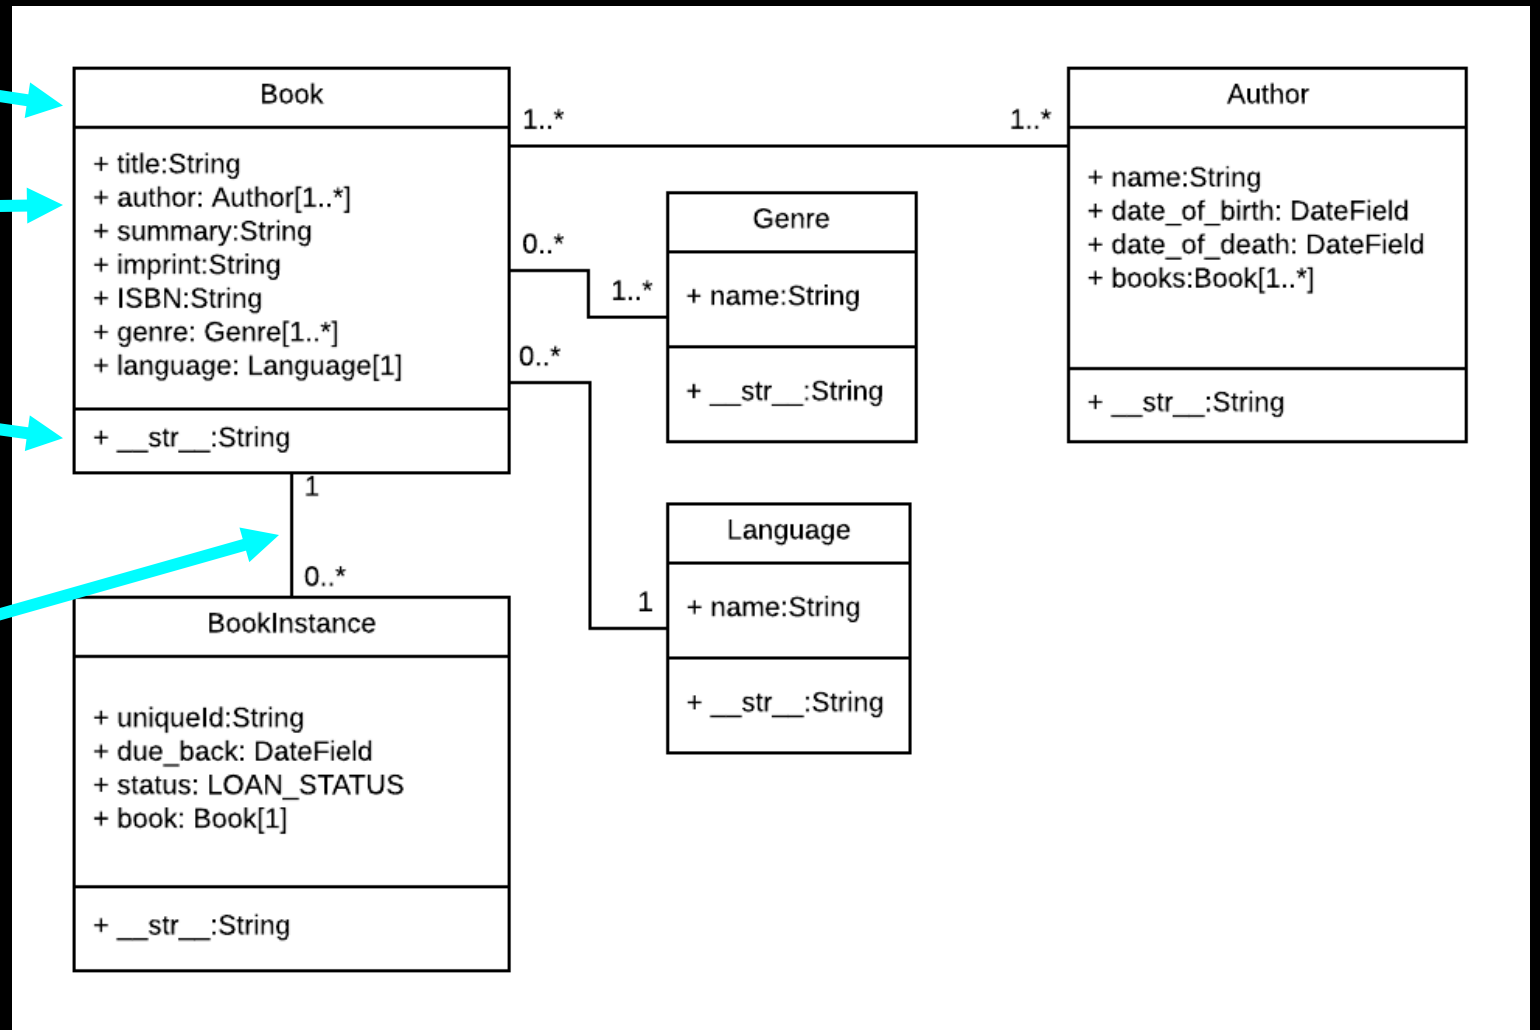 Book
+ title:String
+ author: Author[1..*]
+ summary:String
+ imprint:String
+ ISBN:String
+ genre: Genre[1..*]
+ language: Language[1]
+ __str__:String
1..*
1..*
Author
+ name:String
+ date_of_birth: DateField
+ date_of_death: DateField
+ books:Book[1..*]
+ __str__:String
0..*
1..*
Genre
+ name:String
+ __str__:String
0..*
1
Language
+ name:String
+ __str__:String
1
0..*
BookInstance
+ uniqueId:String
+ due_back: DateField
+ status: LOAN_STATUS
+ book: Book[1]
+ __str__:String